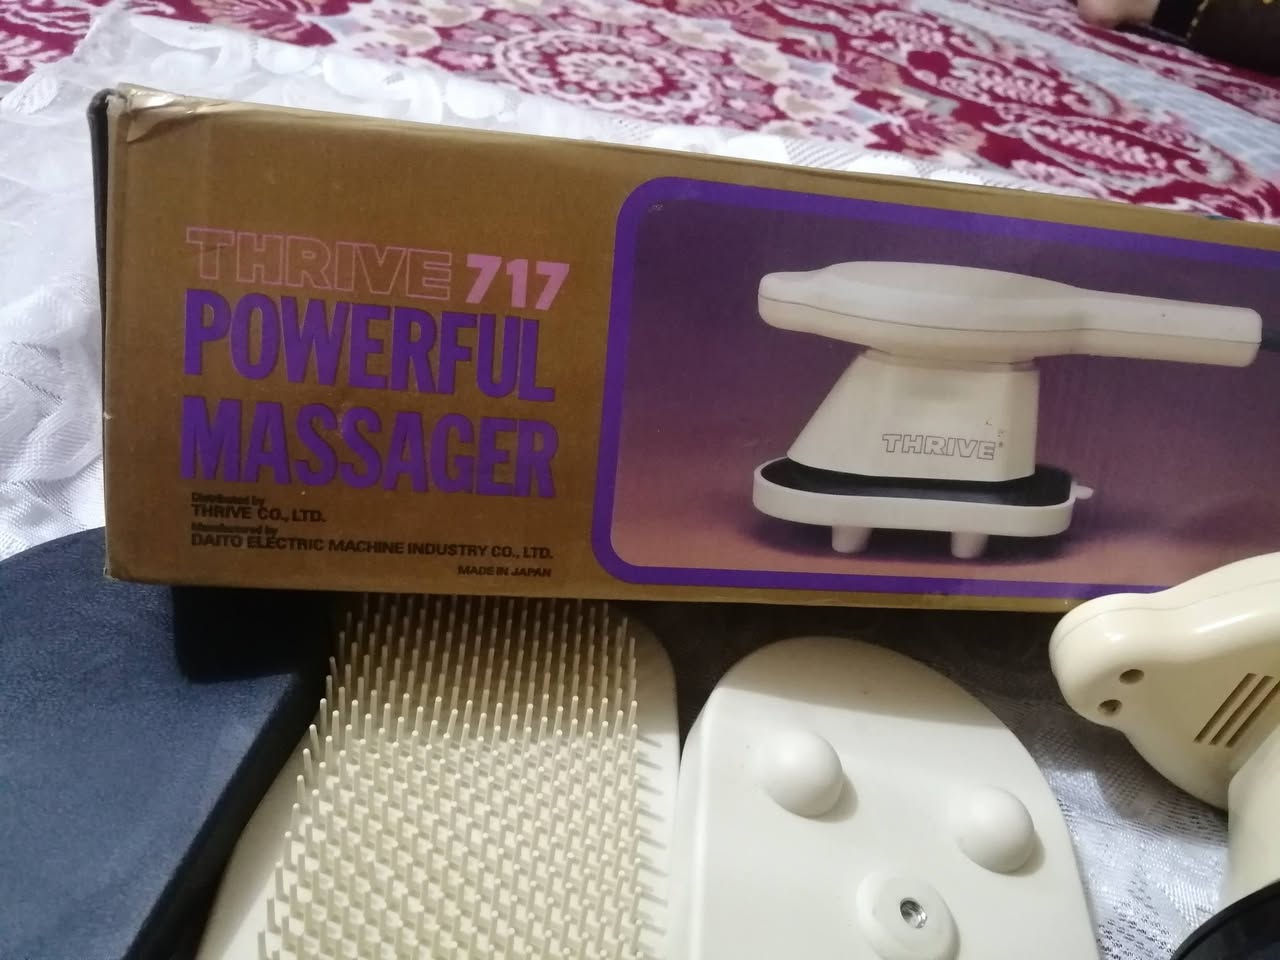 THRIVE 717
POWERFUL
MASSAGER
Distributed by
THRIVE CO., LTD.
Manufactured by
DAITO ELECTRIC MACHINE INDUSTRY CO., LTD.
MADE IN JAPAN
THRIVE